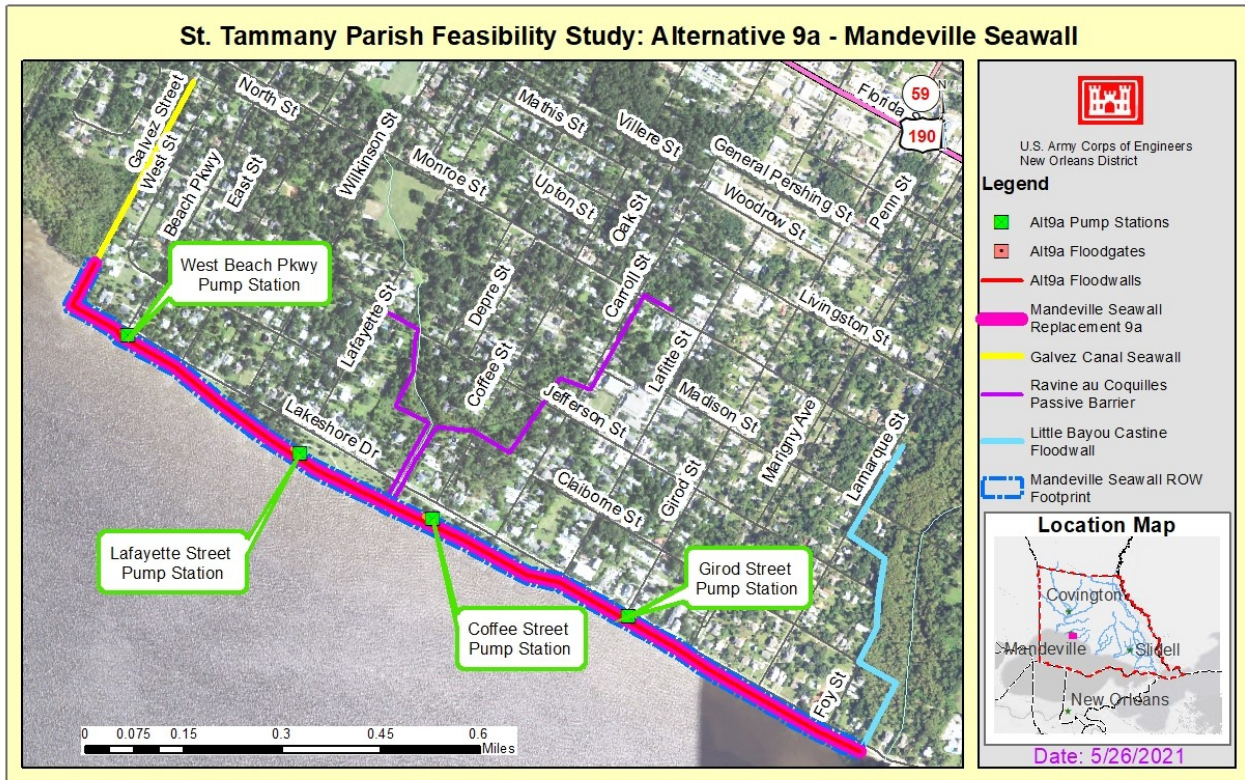 St. Tammany Parish Feasibility Study: Alternative 9a - Mandeville Seawall
Galvez Street
West St
North St
Beach Pkwy
East St
Wilkinson St
Mathis St
Villere St
Monroe St
Upton St
General Pershing St
Woodrow St
Penn St
Florida
59
190
N
Oak St
Carroll St
Livingston St
West Beach Pkwy
Pump Station
Lafayette St
Depre St
Coffee St
Lafitte St
Jefferson St
Madison St
Marigny Ave
Lamarque St
Lakeshore Dr
Claiborne St
Girod St
Lafayette Street
Pump Station
Coffee Street
Pump Station
Girod Street
Pump Station
Foy St
0 0.075 0.15 0.3 0.45 0.6
Miles
U.S. Army Corps of Engineers
New Orleans District
Legend
Alt9a Pump Stations
Alt9a Floodgates
Alt9a Floodwalls
Mandeville Seawall
Replacement 9a
Galvez Canal Seawall
Ravine au Coquilles
Passive Barrier
Little Bayou Castine
Floodwall
Mandeville Seawall ROW
Footprint
Location Map
Covington
Mandeville
Slidell
New Orleans
Date: 5/26/2021